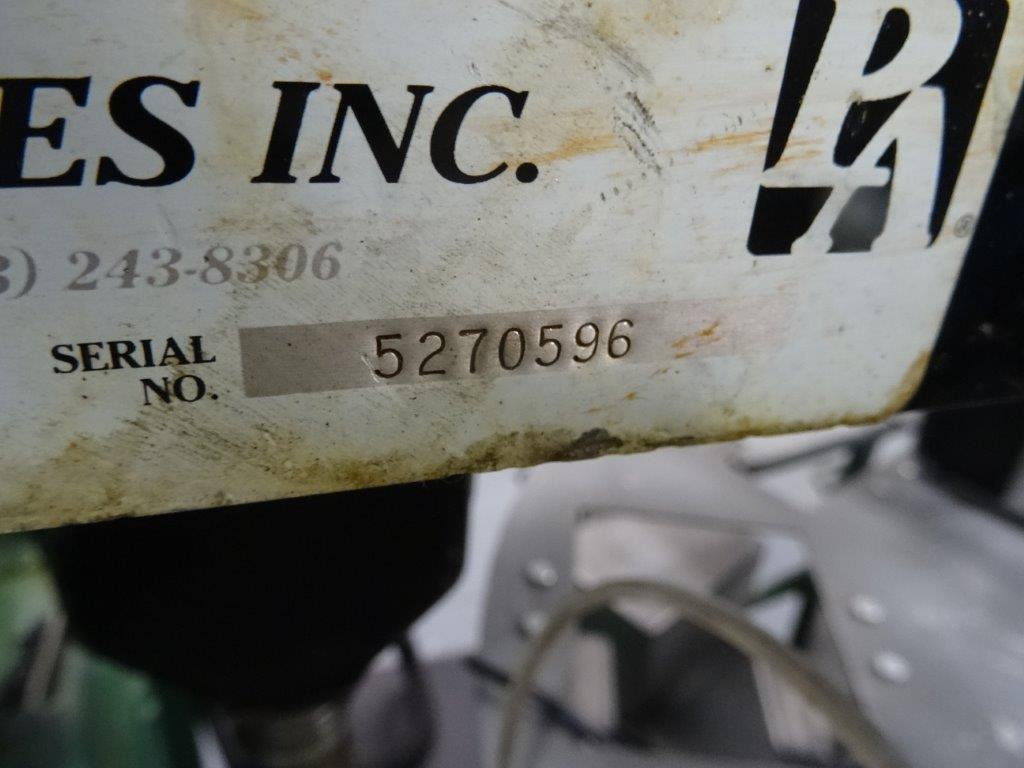 ES INC.
3) 243-8306
SERIAL NO. 5270596
®